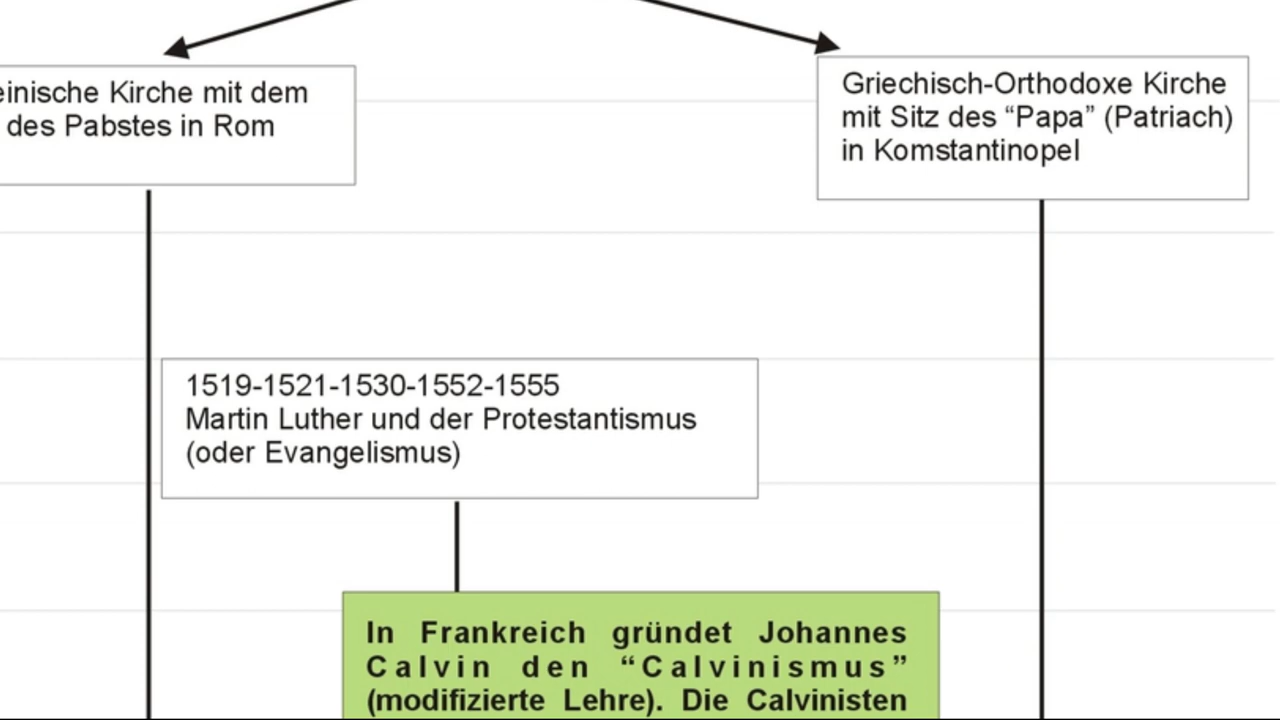 einische Kirche mit dem
des Pabstes in Rom
Griechisch-Orthodoxe Kirche
mit Sitz des “Papa” (Patriach)
in Komstantinopel
1519-1521-1530-1552-1555
Martin Luther und der Protestantismus
(oder Evangelismus)
In Frankreich gründet Johannes
Calvin den “Calvinismus”
(modifizierte Lehre). Die Calvinisten